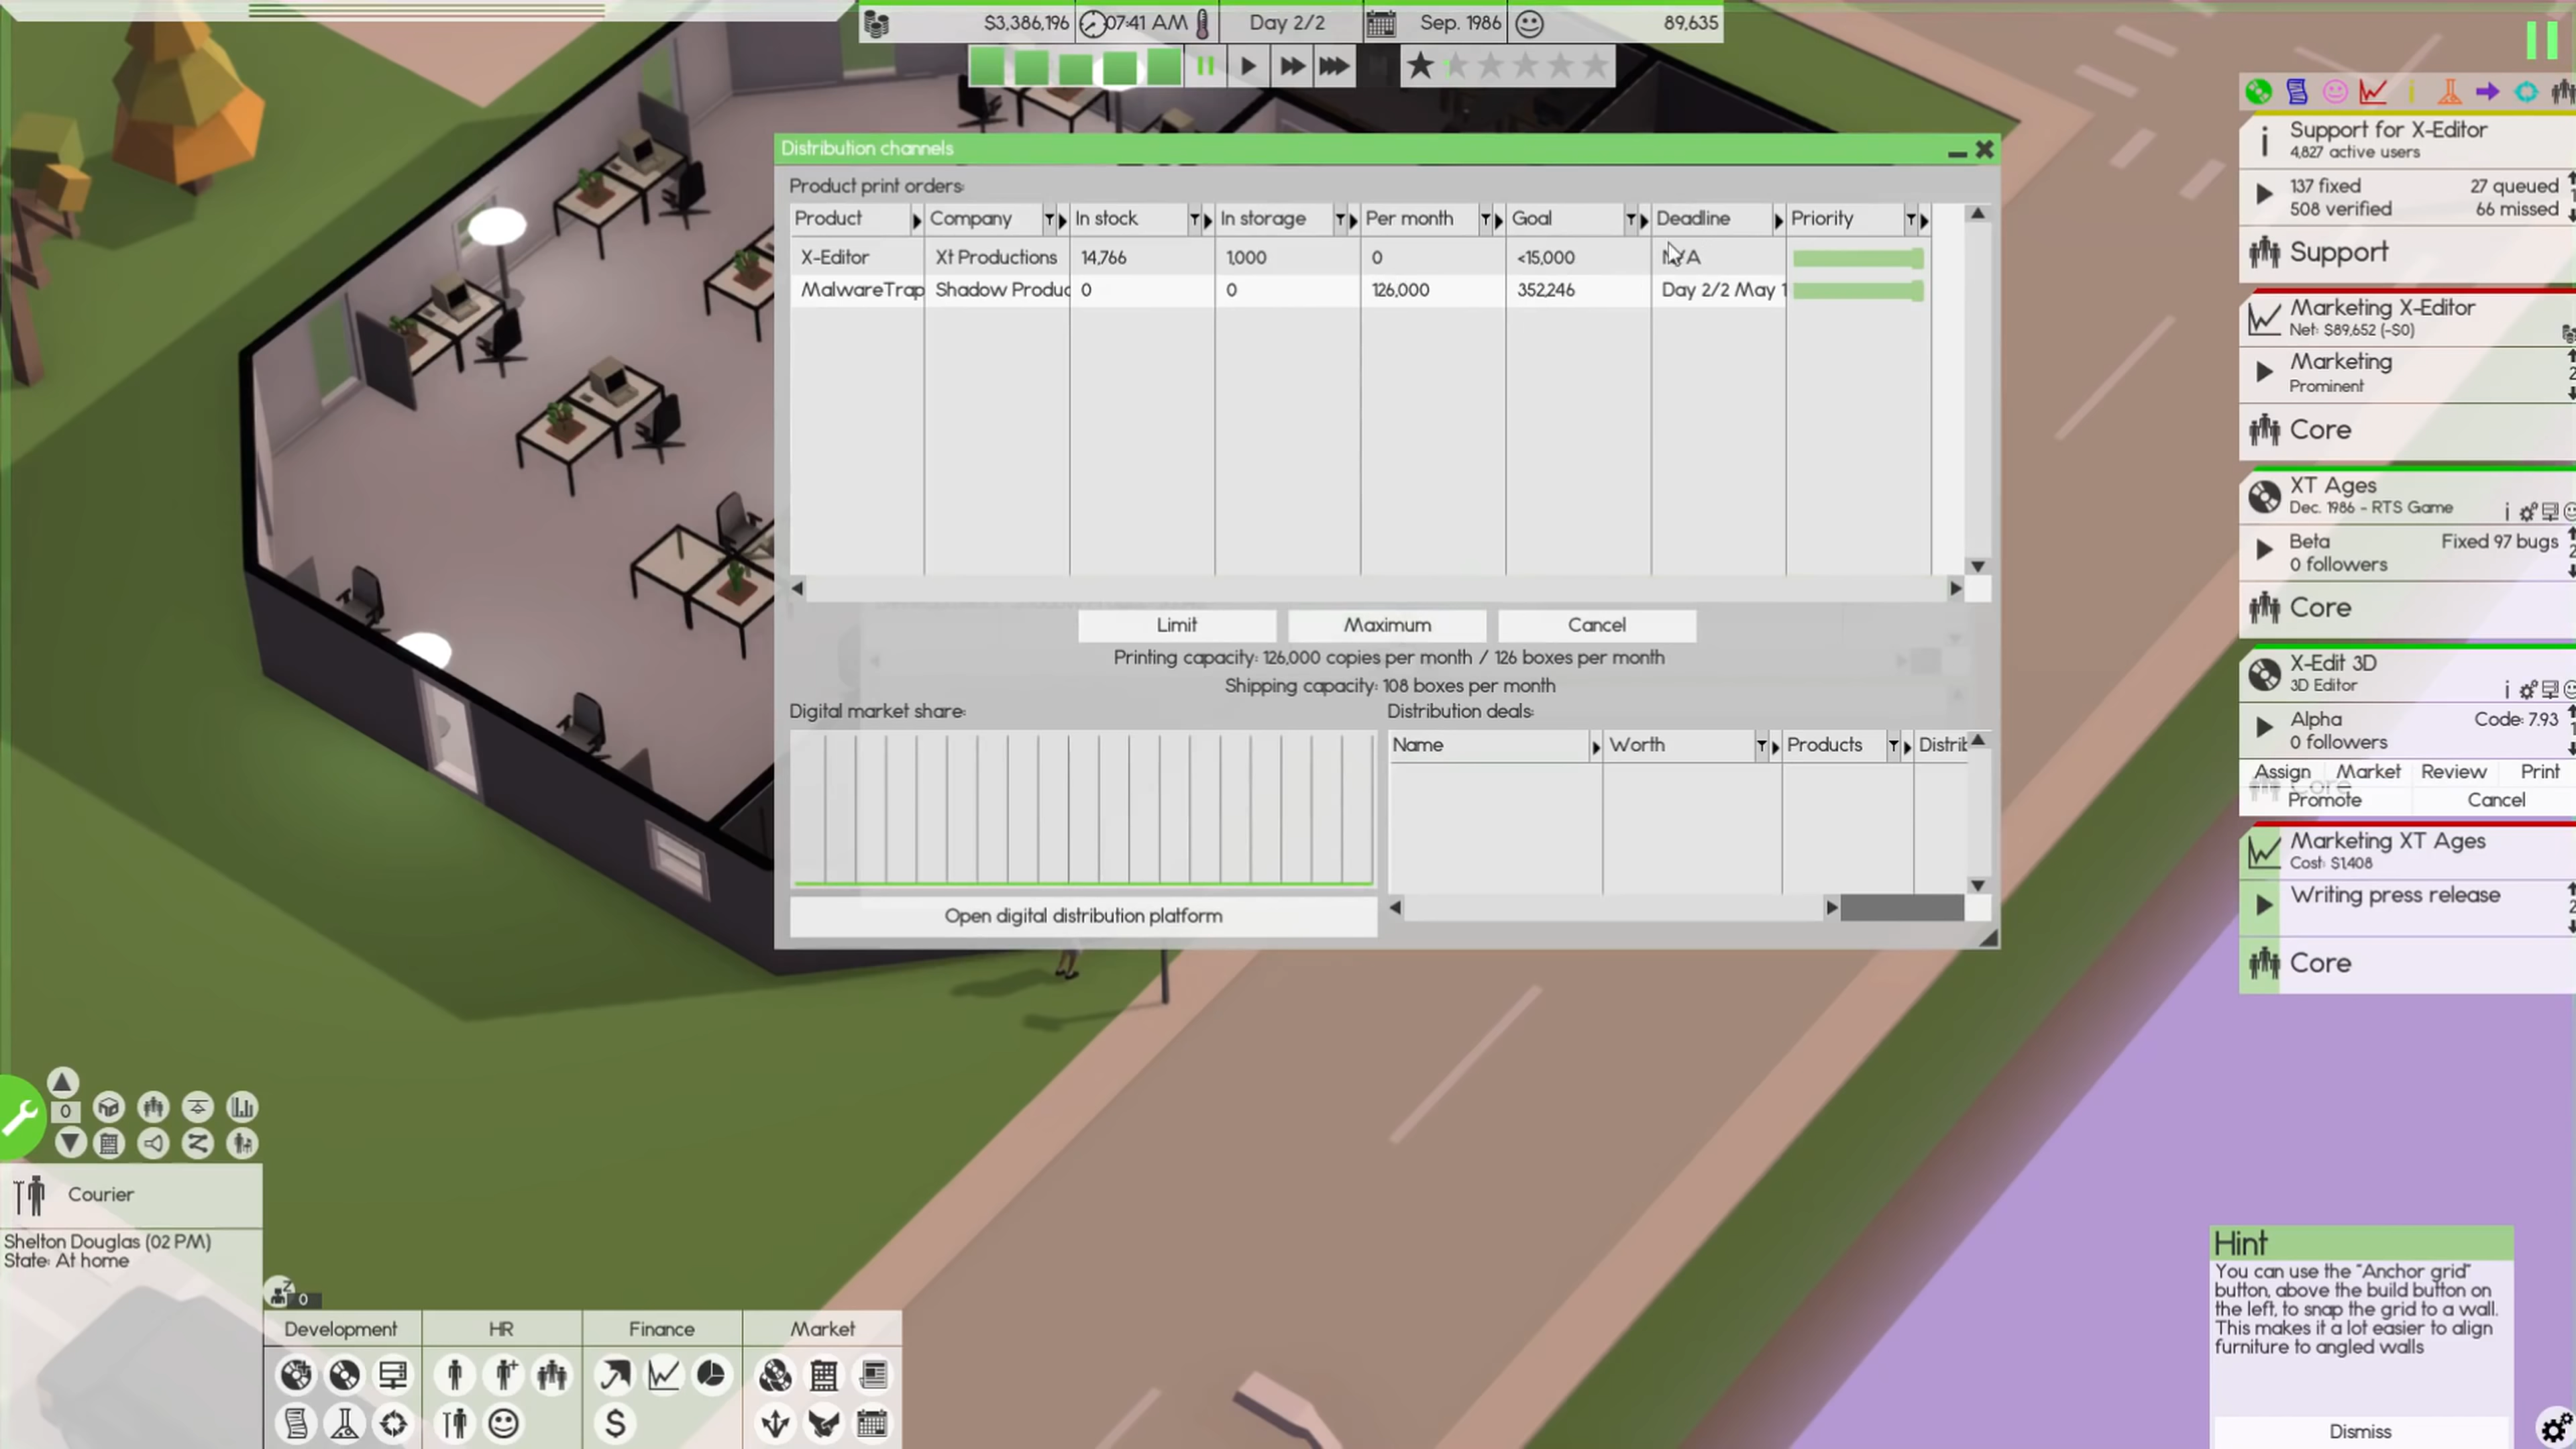 $3,386,196
07:41 AM
Day 2/2
Sep. 1986
89,635
Distribution channels
Product print orders:
Product Company In stock In storage Per month Goal Deadline Priority
X-Editor Xt Productions 14,766 1,000 0 <15,000 N/A
MalwareTrap Shadow Produc 0 0 126,000 352,246 Day 2/2 May 1
Limit Maximum Cancel
Printing capacity: 126,000 copies per month / 126 boxes per month
Shipping capacity: 108 boxes per month
Digital market share:
Distribution deals:
Name Worth Products Distrib
Open digital distribution platform
Support for X-Editor
4,827 active users
137 fixed 27 queued
508 verified 66 missed
Support
Marketing X-Editor
Net: $89,652 (-$0)
Marketing
Prominent
Core
XT Ages
Dec. 1986 - RTS Game
Beta Fixed 97 bugs
0 followers
Core
X-Edit 3D
3D Editor
Alpha Code: 7.93
0 followers
Assign Market Review Print
Core
Promote Cancel
Marketing XT Ages
Cost: $1,408
Writing press release
Core
0
Courier
Shelton Douglas (02 PM)
State: At home
0
Development HR Finance Market
Hint
You can use the "Anchor grid"
button, above the build button on
the left, to snap the grid to a wall.
This makes it a lot easier to align
furniture to angled walls
Dismiss